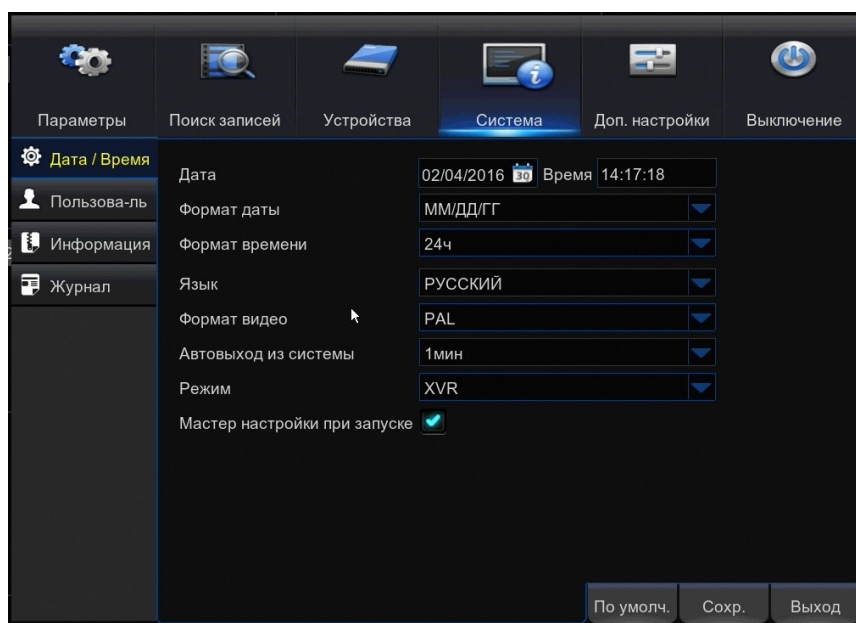 Параметры Поиск записей Устройства Система Доп. настройки Выключение
Дата / Время
Пользова-ль
Информация
Журнал
Дата 02/04/2016 30 Время 14:17:18
Формат даты ММ/ДД/ГГ
Формат времени 24ч
Язык РУССКИЙ
Формат видео PAL
Автовыход из системы 1мин
Режим XVR
Мастер настройки при запуске
По умолч. Сохр. Выход